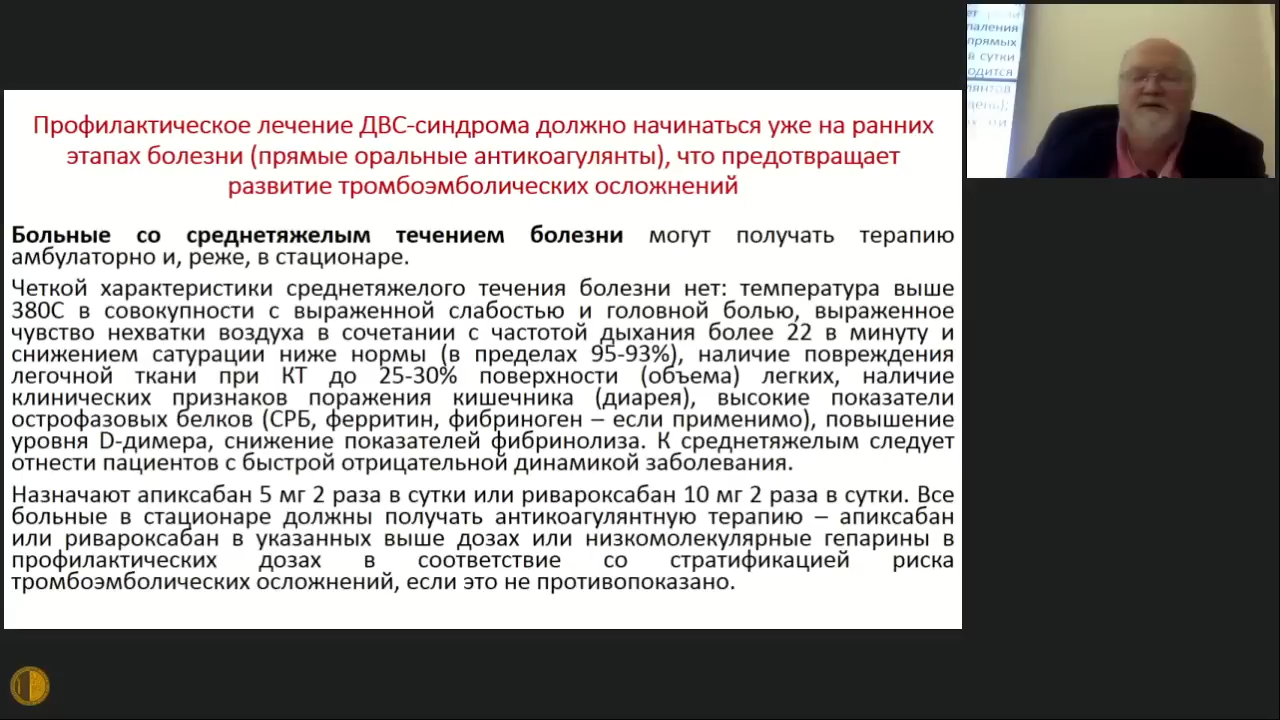 Профилактическое лечение ДВС-синдрома должно начинаться уже на ранних
этапах болезни (прямые оральные антикоагулянты), что предотвращает
развитие тромбоэмболических осложнений
Больные со среднетяжелым течением болезни могут получать терапию
амбулаторно и, реже, в стационаре.
Четкой характеристики среднетяжелого течения болезни нет: температура выше
380С в совокупности с выраженной слабостью и головной болью, выраженное
чувство нехватки воздуха в сочетании с частотой дыхания более 22 в минуту и
снижением сатурации ниже нормы (в пределах 95-93%), наличие повреждения
легочной ткани при КТ до 25-30% поверхности (объема) легких, наличие
клинических признаков поражения кишечника (диарея), высокие показатели
острофазовых белков (СРБ, ферритин, фибриноген – если применимо), повышение
уровня D-димера, снижение показателей фибринолиза. К среднетяжелым следует
отнести пациентов с быстрой отрицательной динамикой заболевания.
Назначают апиксабан 5 мг 2 раза в сутки или ривароксабан 10 мг 2 раза в сутки. Все
больные в стационаре должны получать антикоагулянтную терапию – апиксабан
или ривароксабан в указанных выше дозах или низкомолекулярные гепарины в
профилактических дозах в соответствие со стратификацией риска
тромбоэмболических осложнений, если это не противопоказано.
прямых
в сутки